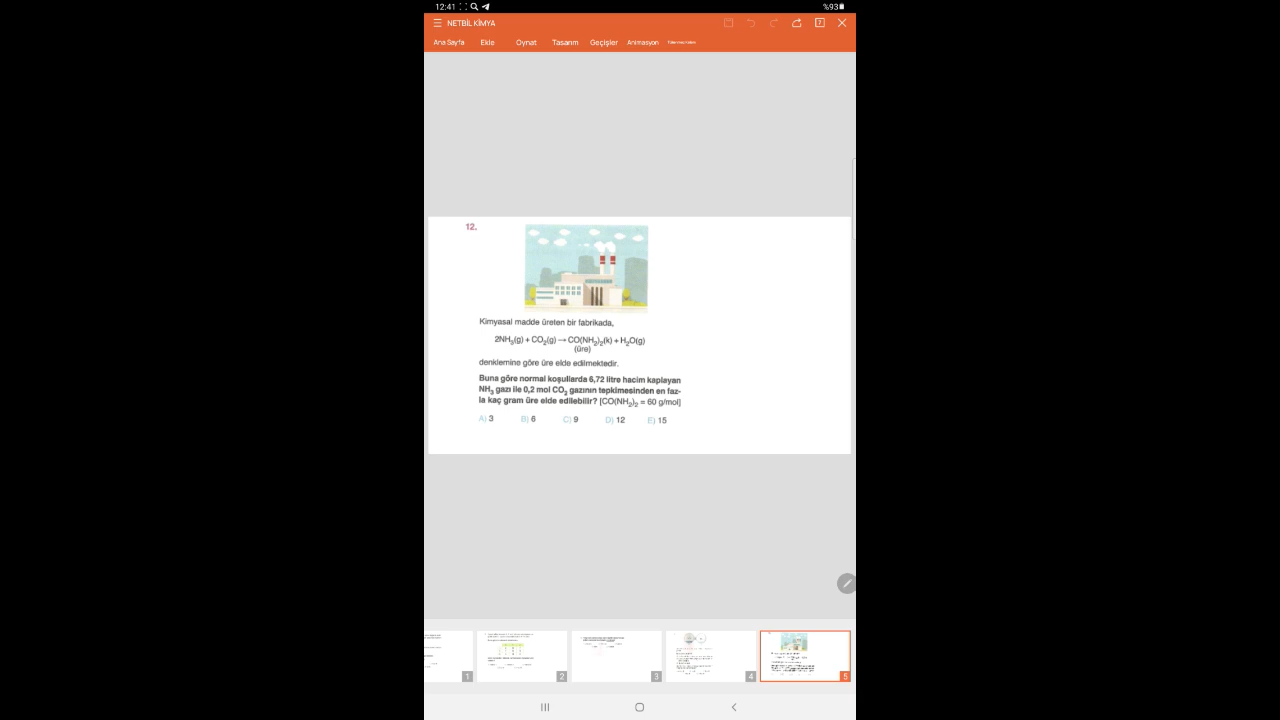 12:41
%93
NETBİL KİMYA
7
Ana Sayfa Ekle Oynat Tasarım Geçişler Animasyon
12.
Kimyasal madde üreten bir fabrikada,
2NH₃(g) + CO₂(g) → CO(NH₂)₂(k) + H₂O(g)
(üre)
denklemine göre üre elde edilmektedir.
Buna göre normal koşullarda 6,72 litre hacim kaplayan
NH₃ gazı ile 0,2 mol CO₂ gazının tepkimesinden en faz-
la kaç gram üre elde edilebilir? [CO(NH₂)₂ = 60 g/mol]
A) 3 B) 6 C) 9 D) 12 E) 15
1 2 3 4 5